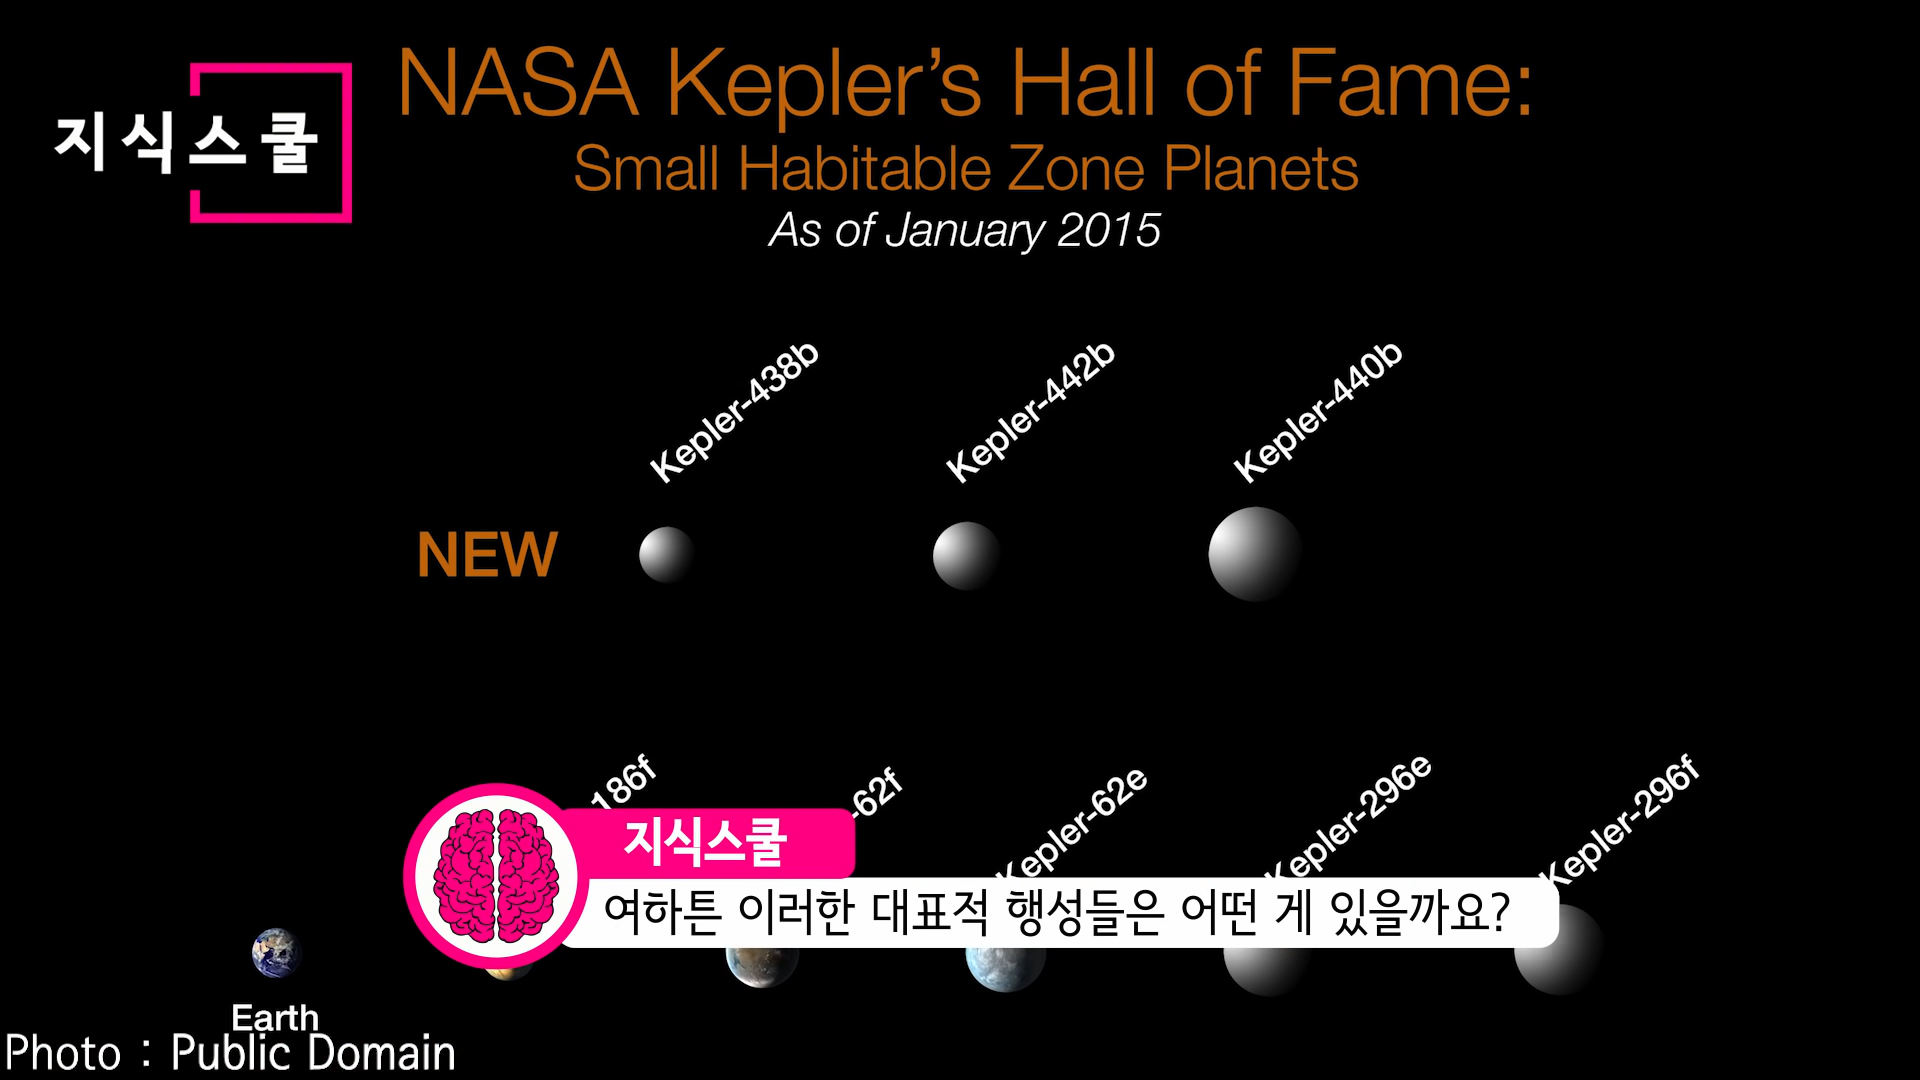 NASA Kepler’s Hall of Fame:
Small Habitable Zone Planets
As of January 2015
지식스쿨
Kepler-438b
Kepler-442b
Kepler-440b
NEW
186f
-62f
Kepler-62e
Kepler-296e
Kepler-296f
지식스쿨
여하튼 이러한 대표적 행성들은 어떤 게 있을까요?
Earth
Photo : Public Domain